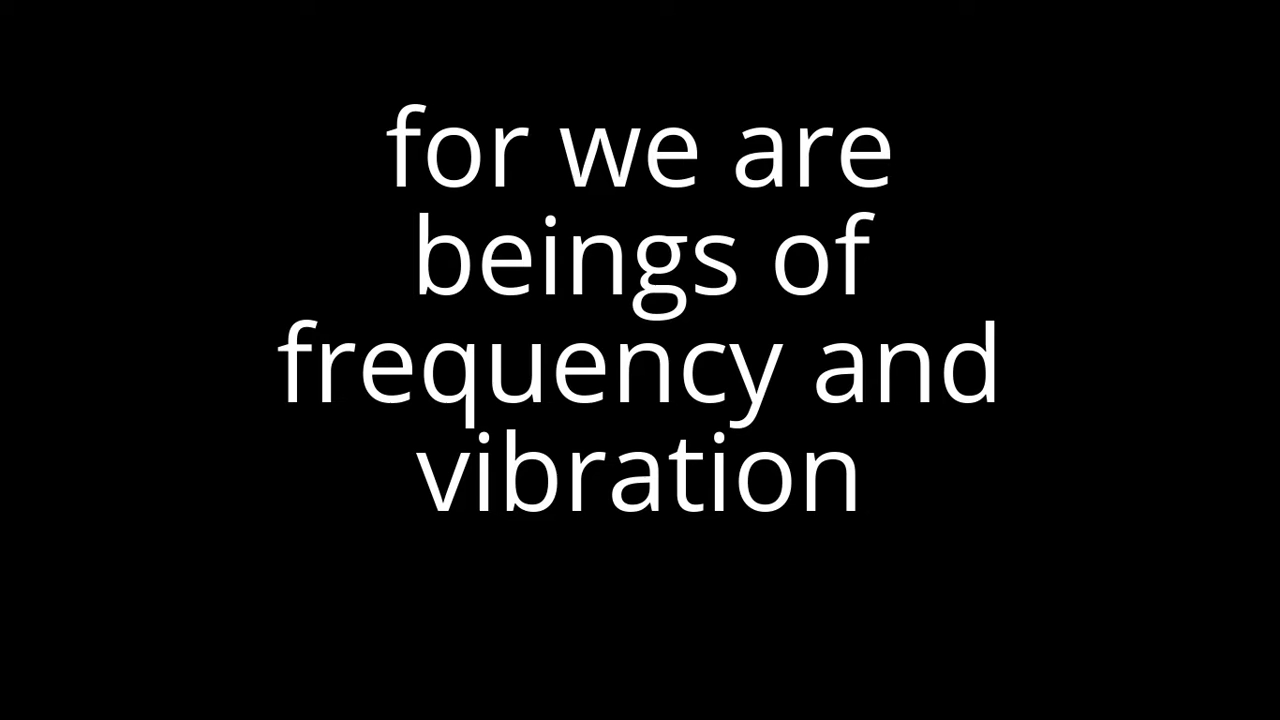 for we are
beings of
frequency and
vibration